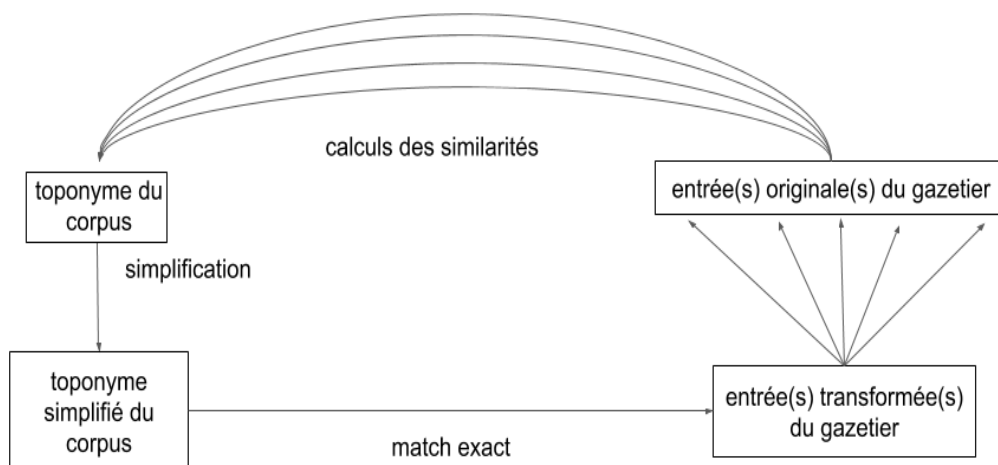 calculs des similarités
toponyme du
corpus
entrée(s) originale(s) du gazetier
simplification
toponyme
simplifié du
corpus
entrée(s) transformée(s)
du gazetier
match exact